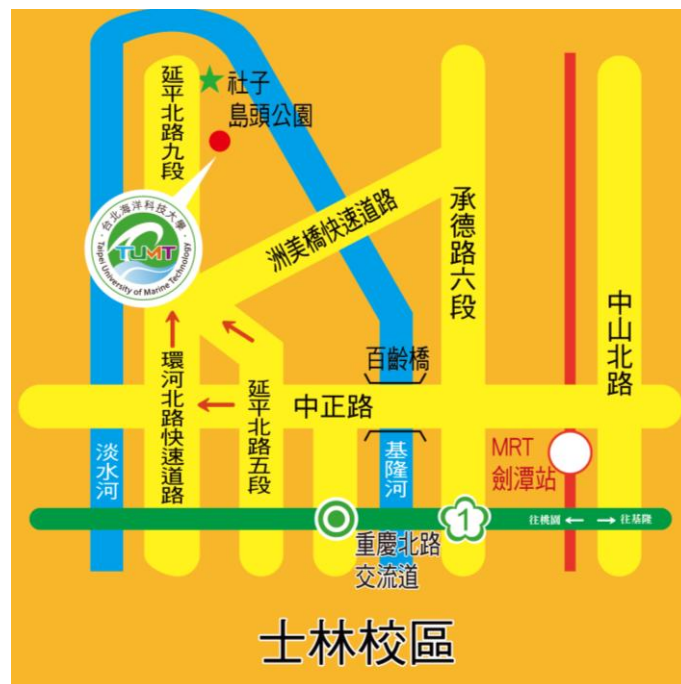 延平北路九段
社子
島頭公園
台北海洋科技大學
TUMT
Taipei University of Marine Technology
洲美橋快速道路
承德路六段
中山北路
百齡橋
環河北路快速道路
延平北路五段
中正路
淡水河
基隆河
MRT
劍潭站
1
往桃園 ← → 往基隆
重慶北路
交流道
士林校區